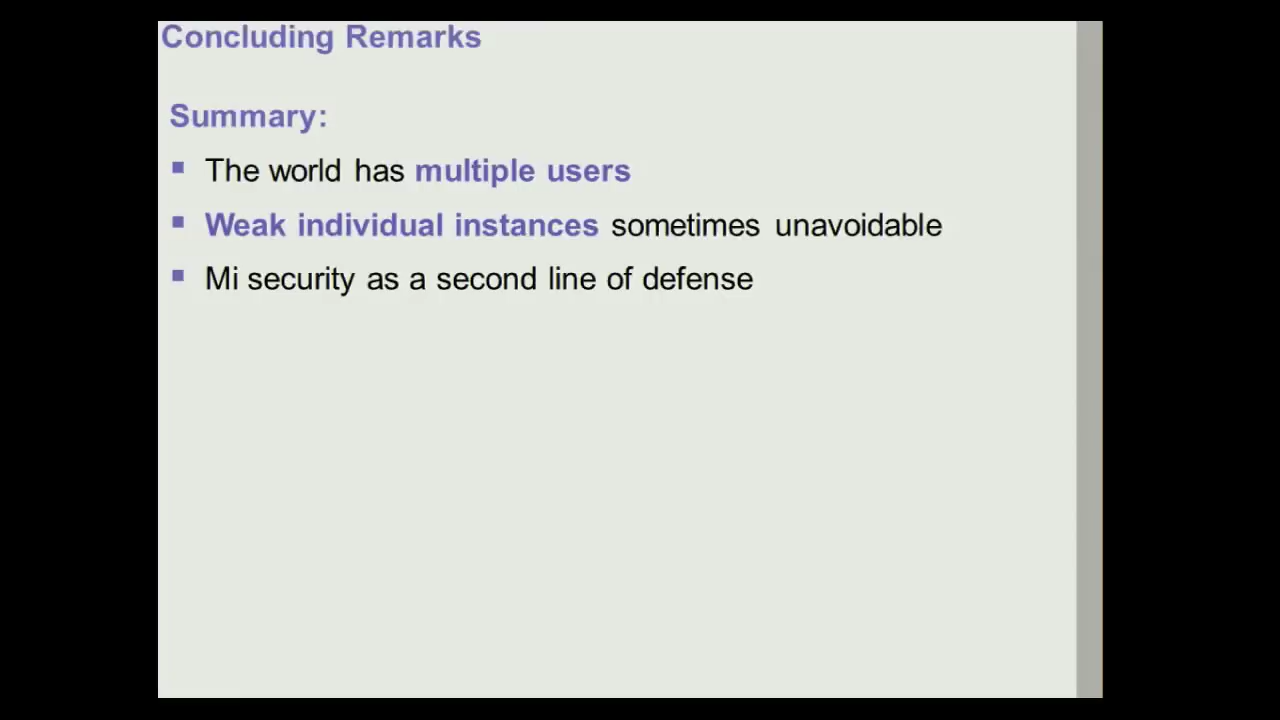 Concluding Remarks
Summary:
The world has multiple users
Weak individual instances sometimes unavoidable
Mi security as a second line of defense